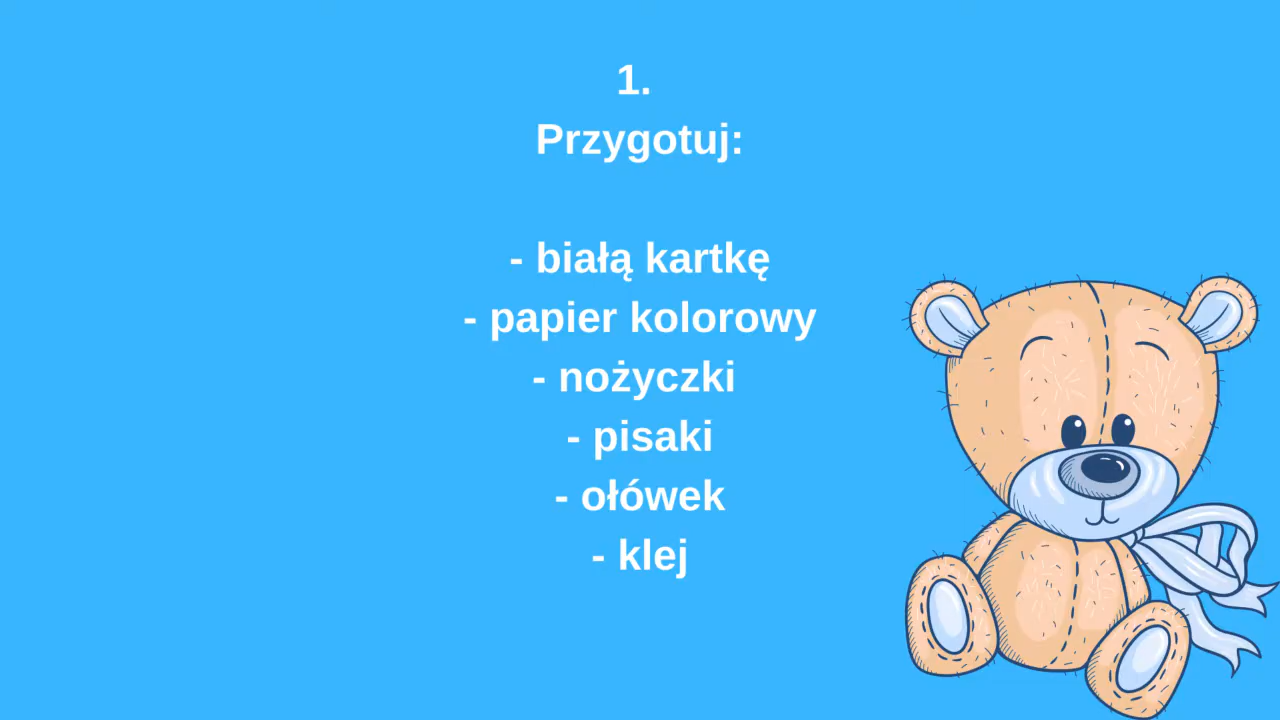 1.
Przygotuj:
- białą kartkę
- papier kolorowy
- nożyczki
- pisaki
- ołówek
- klej